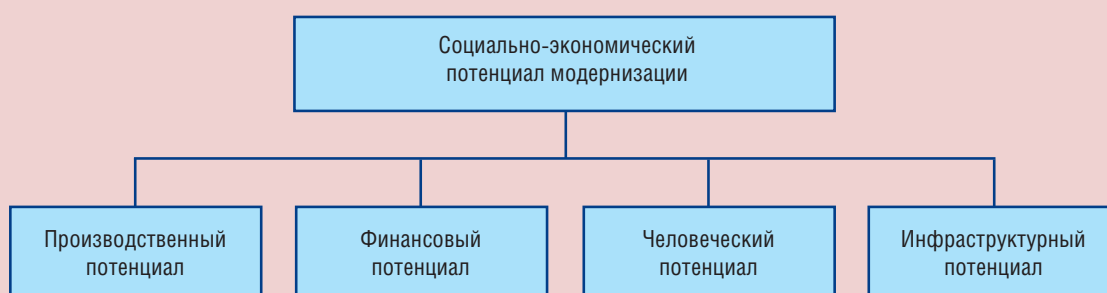 Социально-экономический
потенциал модернизации
Производственный
потенциал
Финансовый
потенциал
Человеческий
потенциал
Инфраструктурный
потенциал